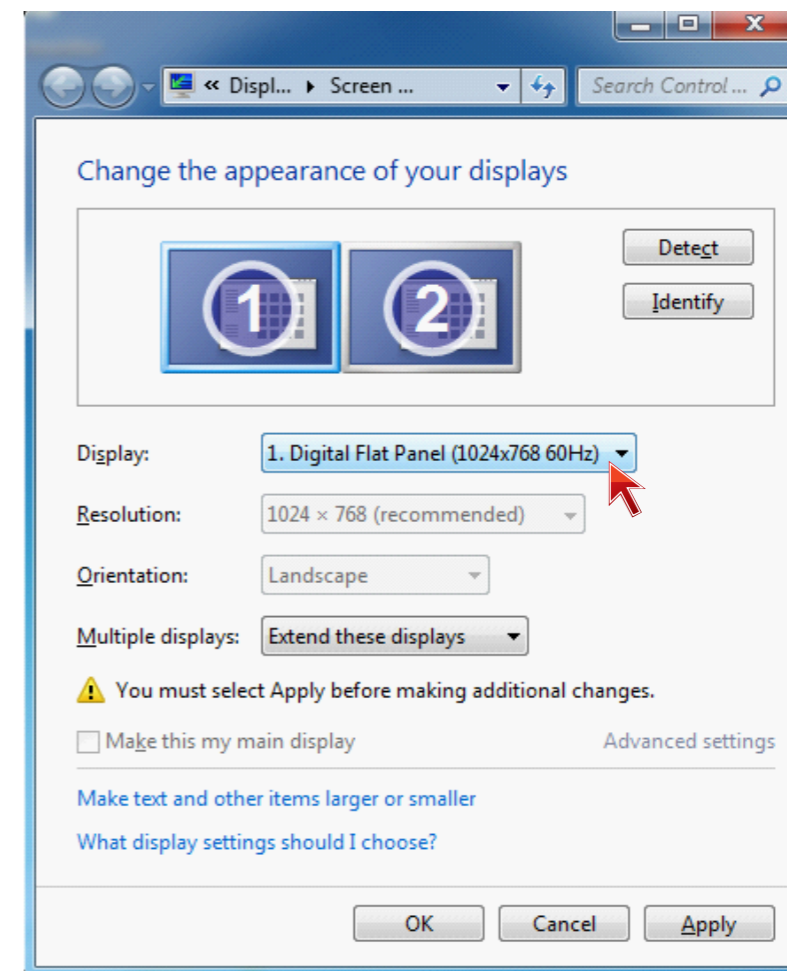 « Displ... Screen ... Search Control ...
Change the appearance of your displays
1 2
Detect
Identify
Display: 1. Digital Flat Panel (1024x768 60Hz)
Resolution: 1024 × 768 (recommended)
Orientation: Landscape
Multiple displays: Extend these displays
You must select Apply before making additional changes.
Make this my main display Advanced settings
Make text and other items larger or smaller
What display settings should I choose?
OK Cancel Apply